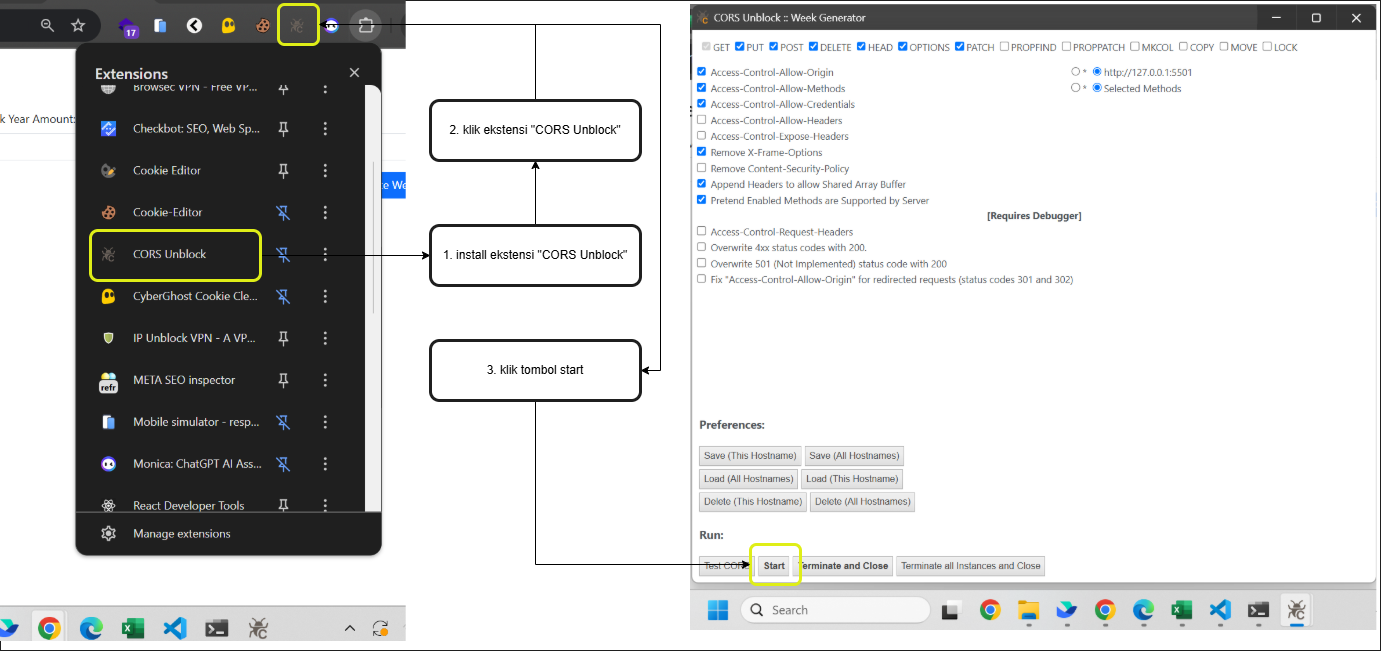 17
k Year Amount:
ke We
Extensions
Browsec VPN - Free VP...
Checkbot: SEO, Web Sp...
Cookie Editor
Cookie-Editor
CORS Unblock
CyberGhost Cookie Cle...
IP Unblock VPN - A VP...
refr
META SEO inspector
Mobile simulator - resp...
Monica: ChatGPT AI Ass...
React Developer Tools
Manage extensions
2. klik ekstensi "CORS Unblock"
1. install ekstensi "CORS Unblock"
3. klik tombol start
CORS Unblock :: Week Generator
GET PUT POST DELETE HEAD OPTIONS PATCH PROPFIND PROPPATCH MKCOL COPY MOVE LOCK
Access-Control-Allow-Origin * http://127.0.0.1:5501
Access-Control-Allow-Methods * Selected Methods
Access-Control-Allow-Credentials
Access-Control-Allow-Headers
Access-Control-Expose-Headers
Remove X-Frame-Options
Remove Content-Security-Policy
Append Headers to allow Shared Array Buffer
Pretend Enabled Methods are Supported by Server
[Requires Debugger]
Access-Control-Request-Headers
Overwrite 4xx status codes with 200.
Overwrite 501 (Not Implemented) status code with 200
Fix "Access-Control-Allow-Origin" for redirected requests (status codes 301 and 302)
Preferences:
Save (This Hostname) Save (All Hostnames)
Load (All Hostnames) Load (This Hostname)
Delete (This Hostname) Delete (All Hostnames)
Run:
Test CORS Start Terminate and Close Terminate all Instances and Close
Search